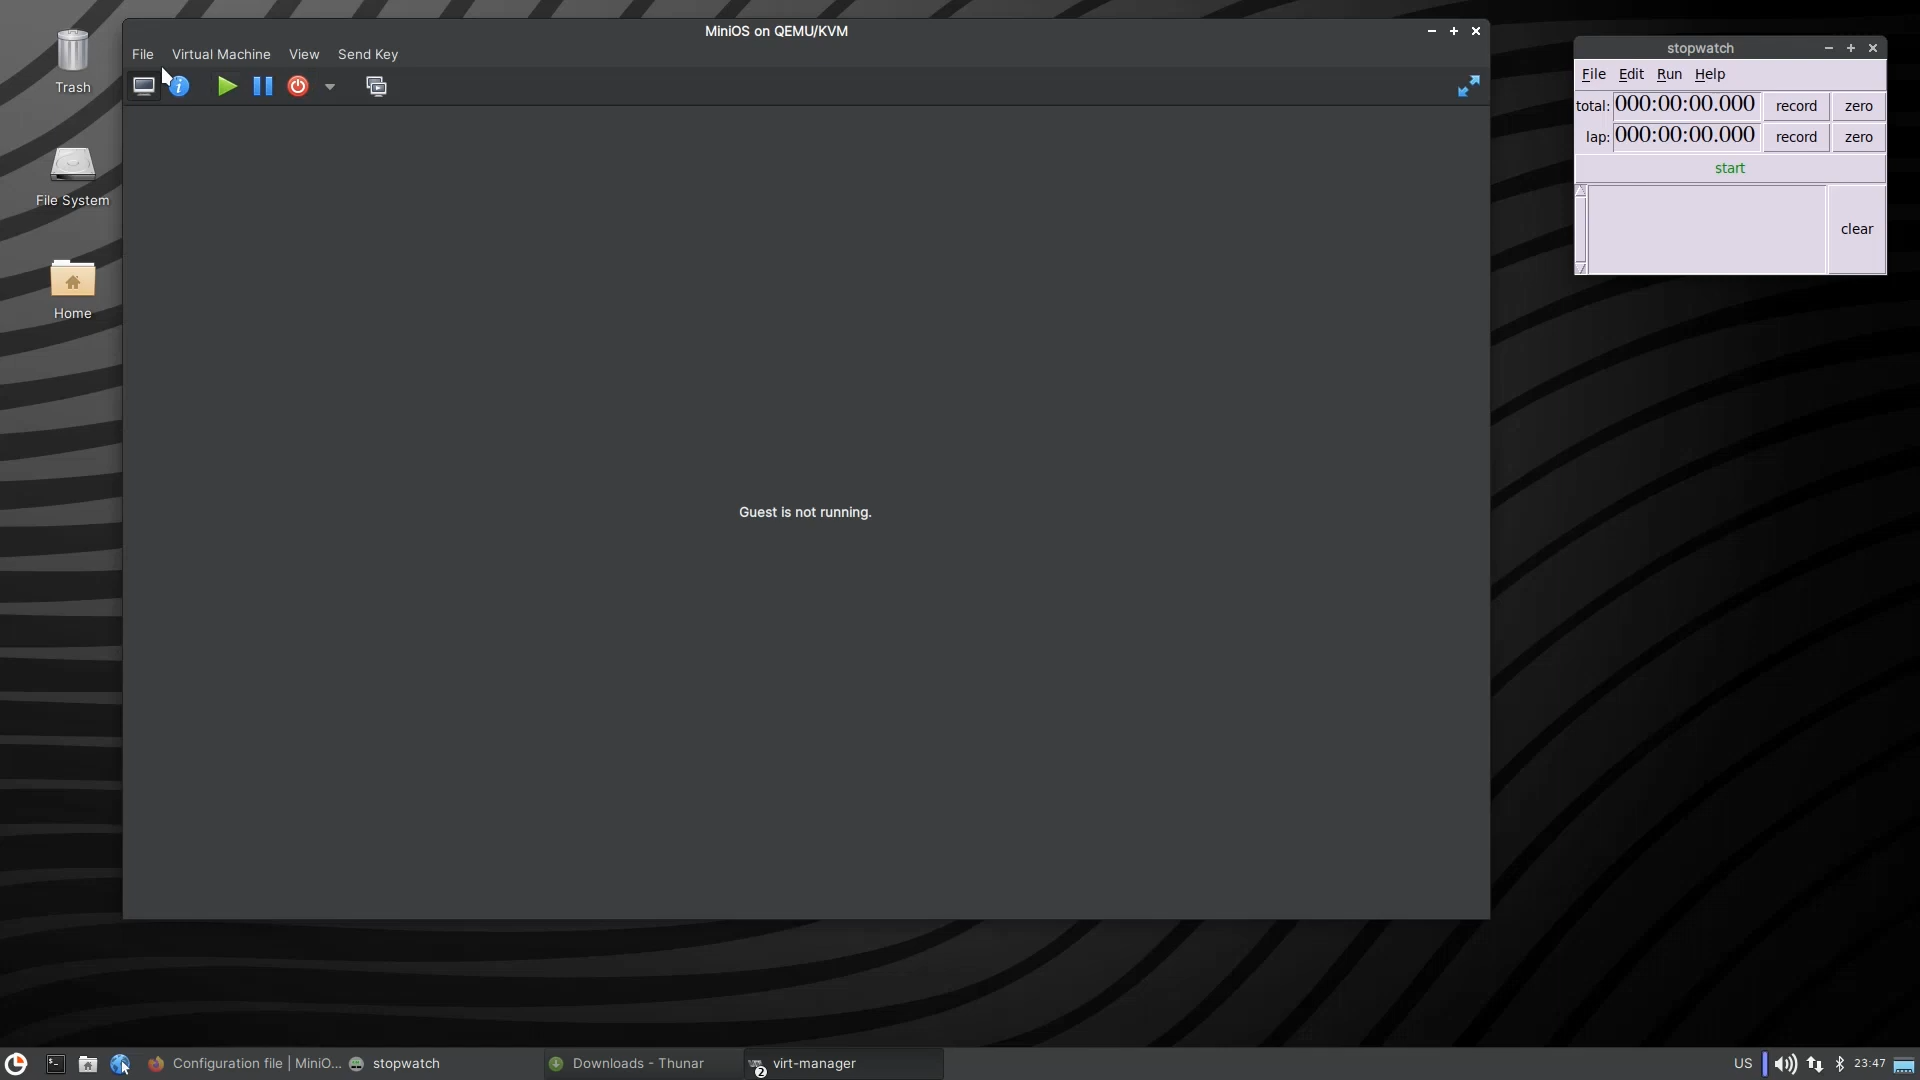 Trash
File System
Home
MiniOS on QEMU/KVM
File Virtual Machine View Send Key
Guest is not running.
stopwatch
File Edit Run Help
total: 000:00:00.000 record zero
lap: 000:00:00.000 record zero
start
clear
Configuration file | MiniO... stopwatch Downloads - Thunar 2 virt-manager US 23:47